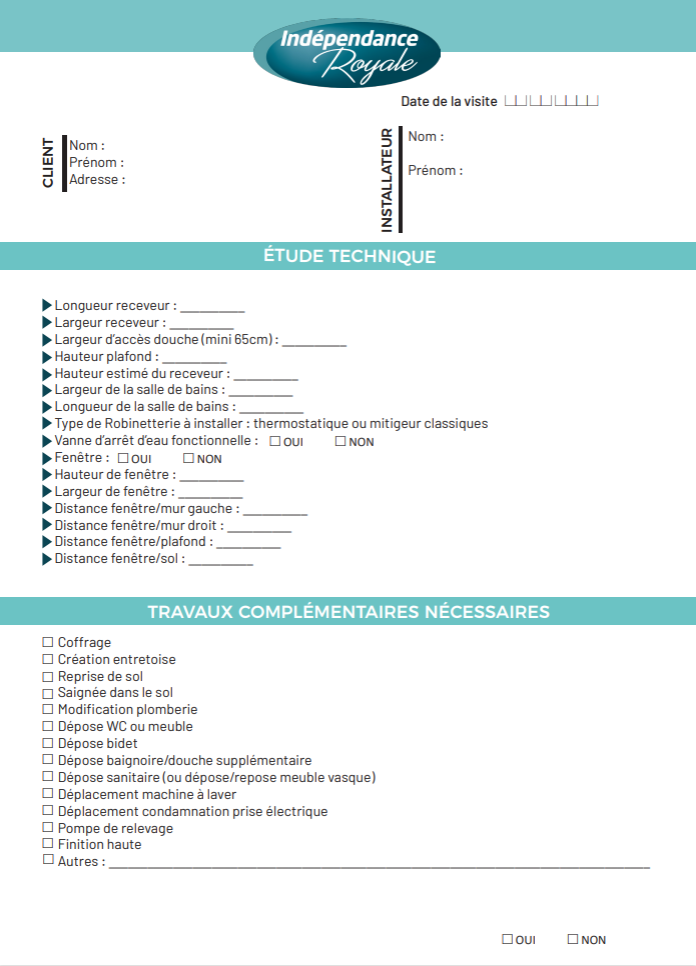 Indépendance
Royale
Date de la visite ☐☐ ☐☐ ☐☐☐☐
CLIENT
Nom :
Prénom :
Adresse :
INSTALLATEUR
Nom :
Prénom :
ÉTUDE TECHNIQUE
Longueur receveur : __________
Largeur receveur : __________
Largeur d'accès douche (mini 65cm) : __________
Hauteur plafond : __________
Hauteur estimé du receveur : __________
Largeur de la salle de bains : __________
Longueur de la salle de bains : __________
Type de Robinetterie à installer : thermostatique ou mitigeur classiques
Vanne d'arrêt d'eau fonctionnelle : ☐ OUI ☐ NON
Fenêtre : ☐ OUI ☐ NON
Hauteur de fenêtre : __________
Largeur de fenêtre : __________
Distance fenêtre/mur gauche : __________
Distance fenêtre/mur droit : __________
Distance fenêtre/plafond : __________
Distance fenêtre/sol : __________
TRAVAUX COMPLÉMENTAIRES NÉCESSAIRES
☐ Coffrage
☐ Création entretoise
☐ Reprise de sol
☐ Saignée dans le sol
☐ Modification plomberie
☐ Dépose WC ou meuble
☐ Dépose bidet
☐ Dépose baignoire/douche supplémentaire
☐ Dépose sanitaire (ou dépose/repose meuble vasque)
☐ Déplacement machine à laver
☐ Déplacement condamnation prise électrique
☐ Pompe de relevage
☐ Finition haute
☐ Autres : __________
☐ OUI ☐ NON